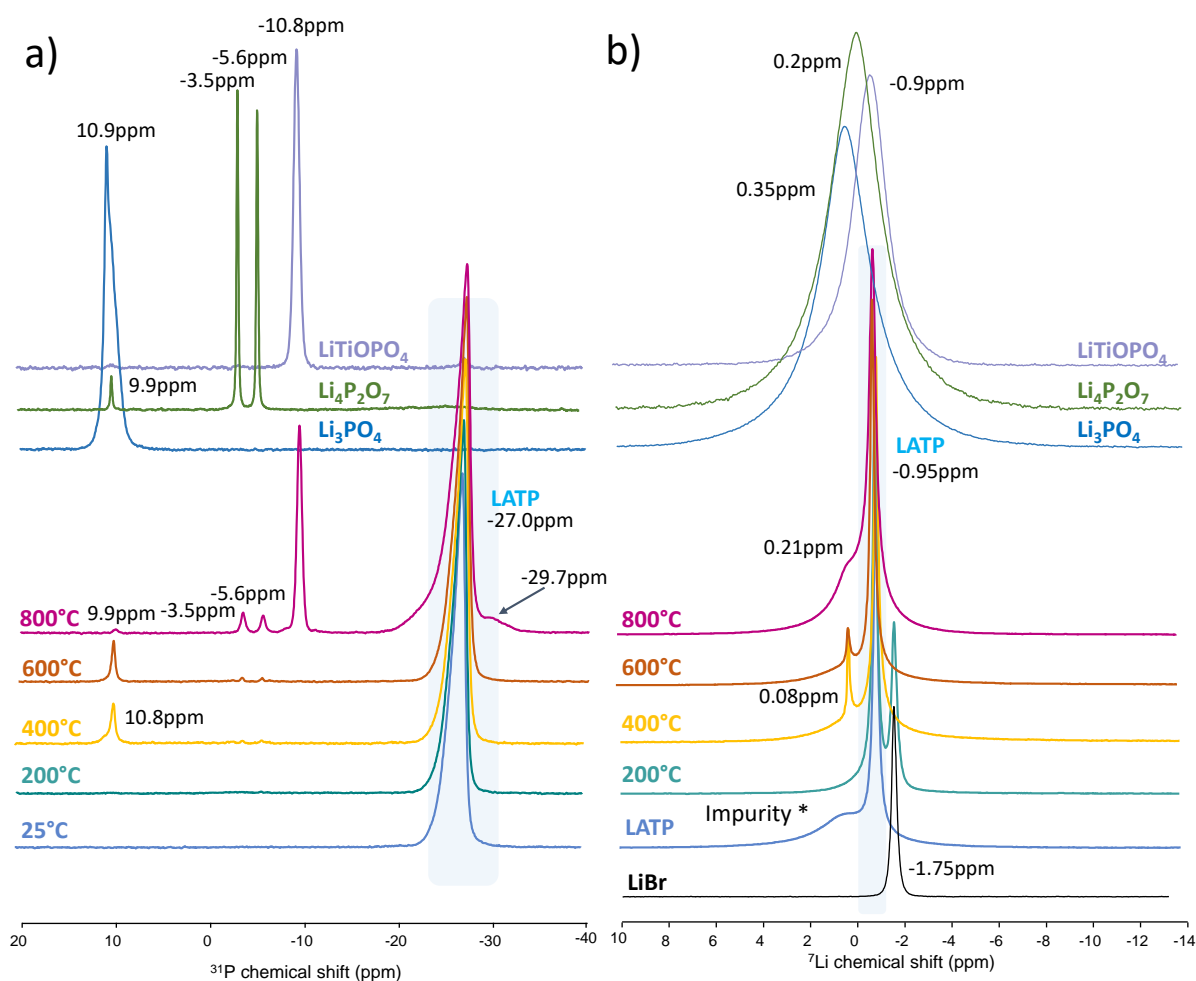 a)
-10.8ppm
-5.6ppm
-3.5ppm
10.9ppm
LiTiOPO4
9.9ppm
Li4P2O7
Li3PO4
LATP
-27.0ppm
-29.7ppm
-5.6ppm
-3.5ppm
9.9ppm
800°C
600°C
10.8ppm
400°C
200°C
25°C
20 10 0 -10 -20 -30 -40
31P chemical shift (ppm)
b)
0.2ppm
-0.9ppm
0.35ppm
LiTiOPO4
Li4P2O7
Li3PO4
LATP
-0.95ppm
0.21ppm
800°C
600°C
0.08ppm
400°C
200°C
Impurity *
LATP
-1.75ppm
LiBr
10 8 6 4 2 0 -2 -4 -6 -8 -10 -12 -14
7Li chemical shift (ppm)